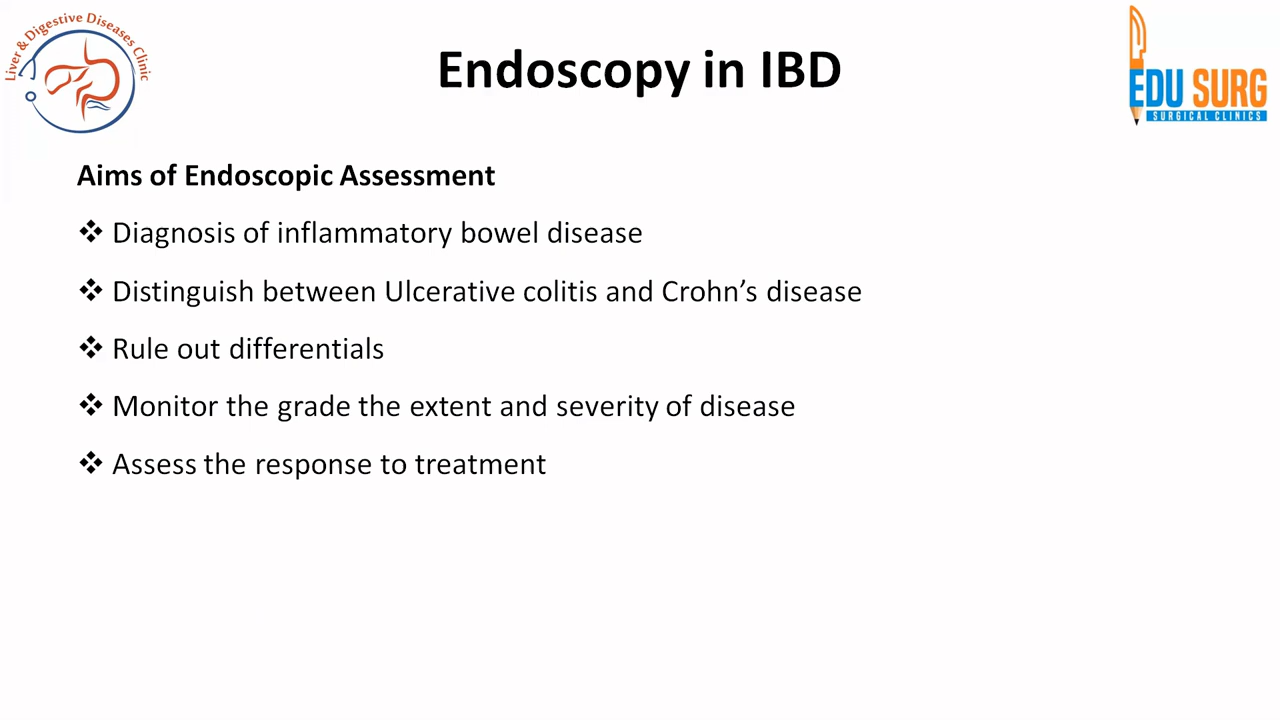 Liver & Digestive Diseases Clinic
Endoscopy in IBD
EDU SURG
SURGICAL CLINICS
Aims of Endoscopic Assessment
❖ Diagnosis of inflammatory bowel disease
❖ Distinguish between Ulcerative colitis and Crohn’s disease
❖ Rule out differentials
❖ Monitor the grade the extent and severity of disease
❖ Assess the response to treatment